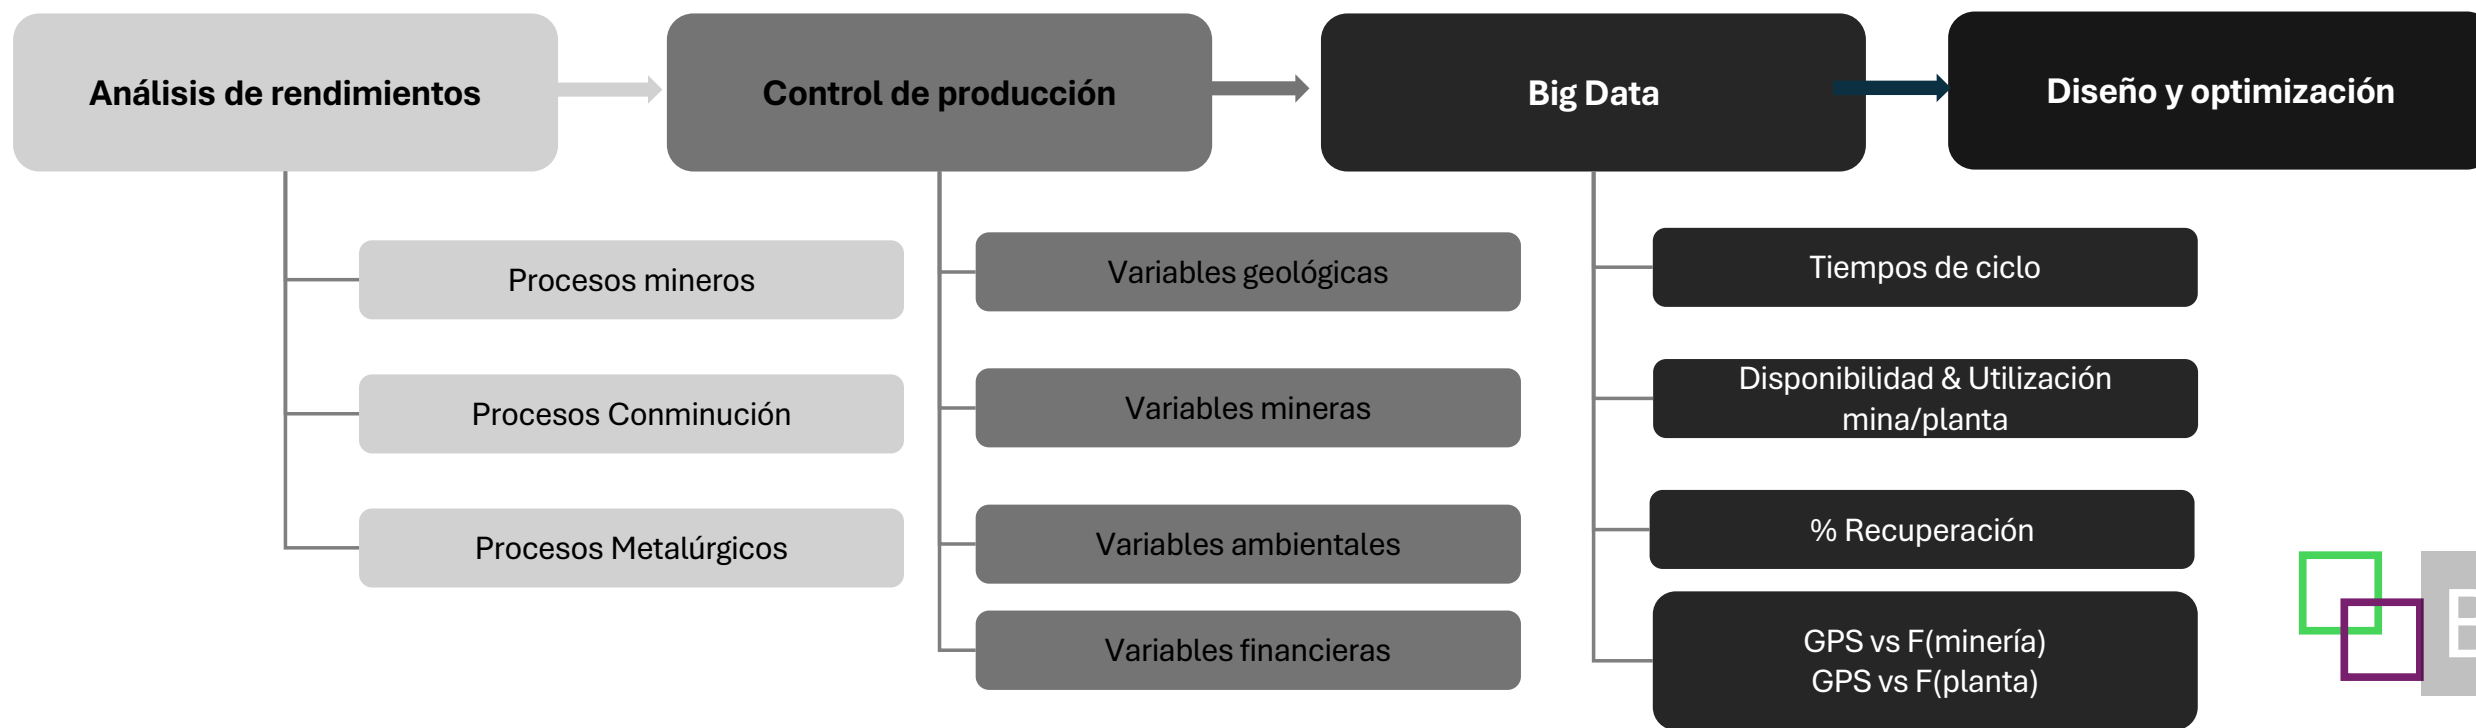 Análisis de rendimientos
Procesos mineros
Procesos Conminución
Procesos Metalúrgicos
Control de producción
Variables geológicas
Variables mineras
Variables ambientales
Variables financieras
Big Data
Tiempos de ciclo
Disponibilidad & Utilización
mina/planta
% Recuperación
GPS vs F(minería)
GPS vs F(planta)
Diseño y optimización